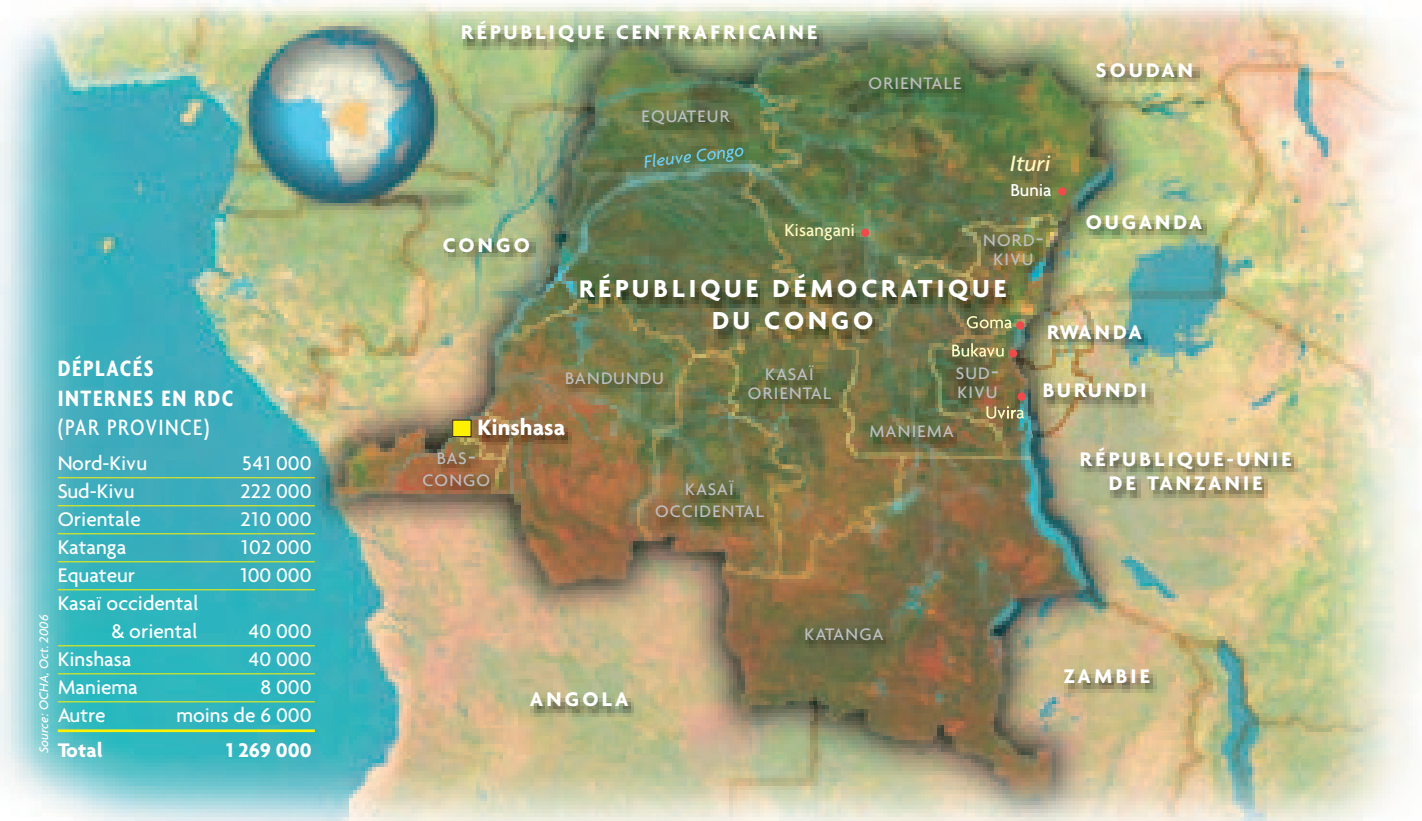 RÉPUBLIQUE CENTRAFRICAINE
SOUDAN
ORIENTALE
EQUATEUR
Fleuve Congo
Ituri
Bunia
OUGANDA
Kisangani
CONGO
NORD-
KIVU
RÉPUBLIQUE DÉMOCRATIQUE
DU CONGO
Goma
RWANDA
Bukavu
SUD-
KIVU
BURUNDI
Uvira
BANDUNDU
KASAÏ
ORIENTAL
MANIEMA
Kinshasa
BAS-
CONGO
KASAÏ
OCCIDENTAL
RÉPUBLIQUE-UNIE
DE TANZANIE
KATANGA
ZAMBIE
ANGOLA
DÉPLACÉS
INTERNES EN RDC
(PAR PROVINCE)
Nord-Kivu 541 000
Sud-Kivu 222 000
Orientale 210 000
Katanga 102 000
Equateur 100 000
Kasaï occidental
& oriental 40 000
Kinshasa 40 000
Maniema 8 000
Autre moins de 6 000
Total 1 269 000
Source: OCHA, Oct. 2006